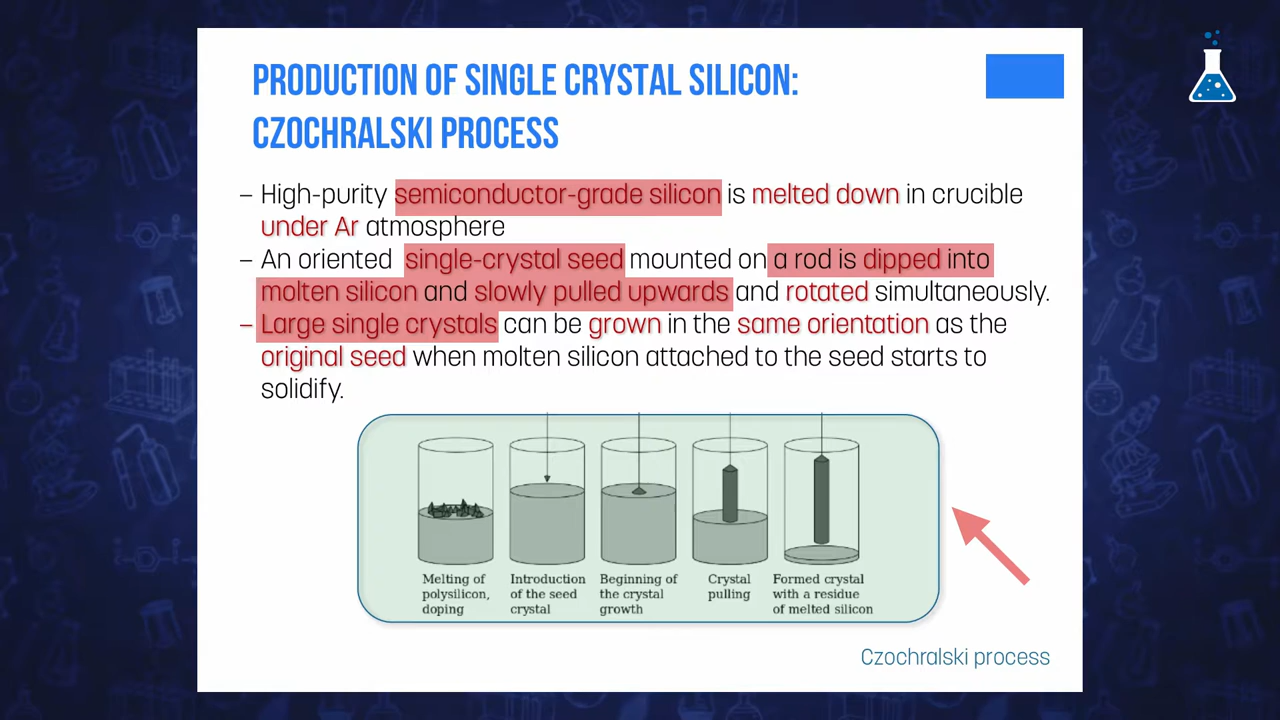 PRODUCTION OF SINGLE CRYSTAL SILICON:
CZOCHRALSKI PROCESS
– High-purity semiconductor-grade silicon is melted down in crucible
under Ar atmosphere
– An oriented single-crystal seed mounted on a rod is dipped into
molten silicon and slowly pulled upwards and rotated simultaneously.
– Large single crystals can be grown in the same orientation as the
original seed when molten silicon attached to the seed starts to
solidify.
Melting of
polysilicon,
doping
Introduction
of the seed
crystal
Beginning of
the crystal
growth
Crystal
pulling
Formed crystal
with a residue
of melted silicon
Czochralski process